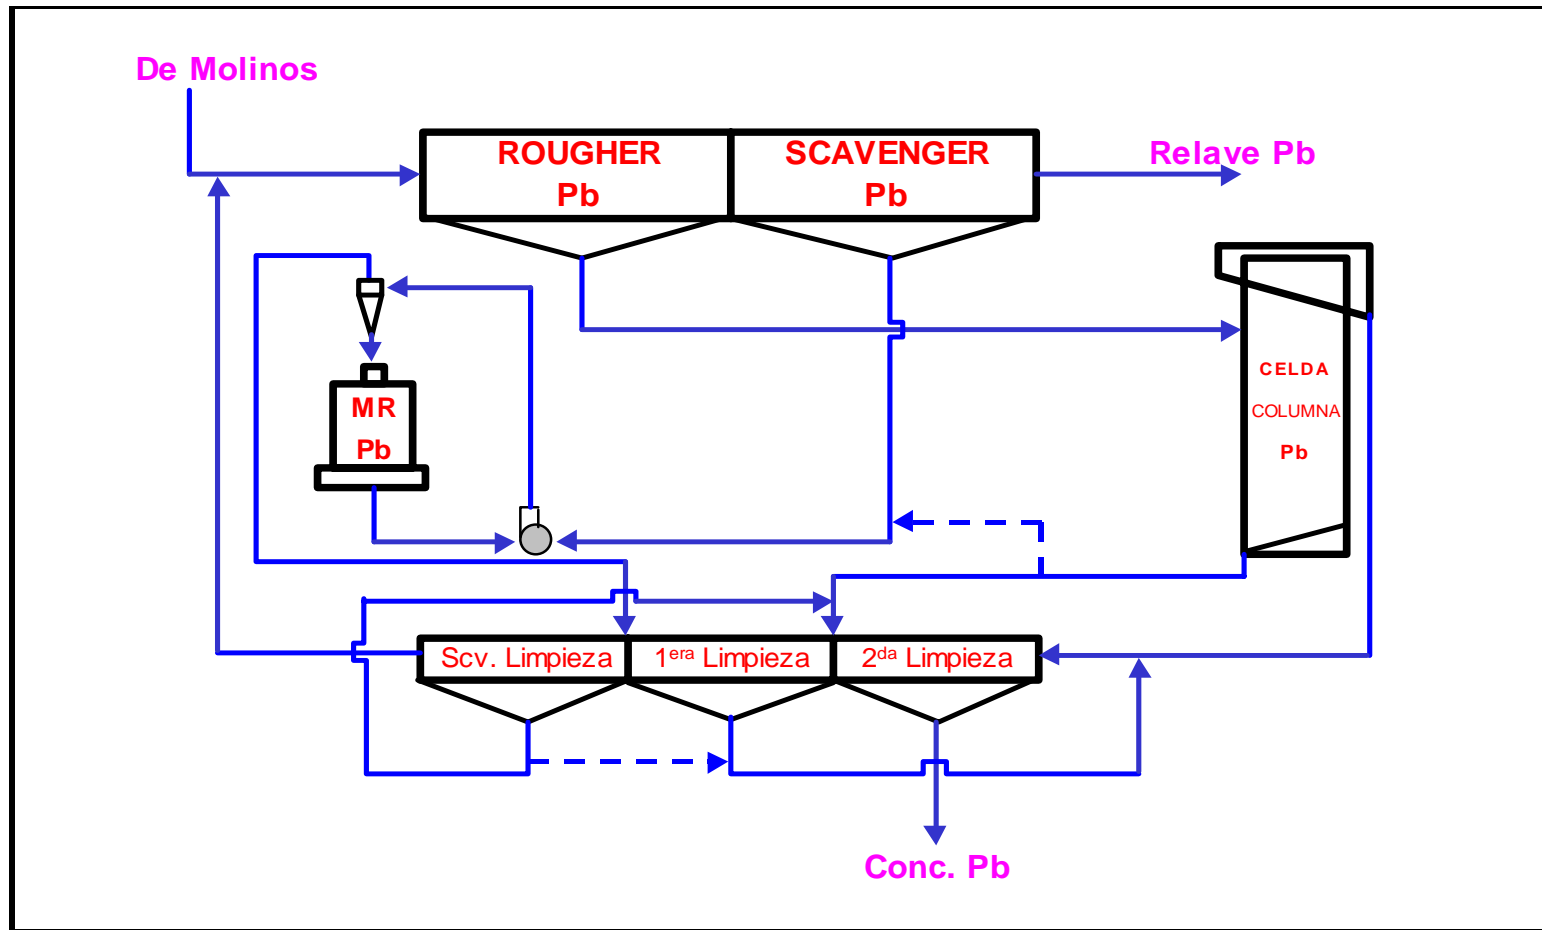 De Molinos
ROUGHER
Pb
SCAVENGER
Pb
Relave Pb
CELDA
COLUMNA
Pb
MR
Pb
Scv. Limpieza
1era Limpieza
2da Limpieza
Conc. Pb